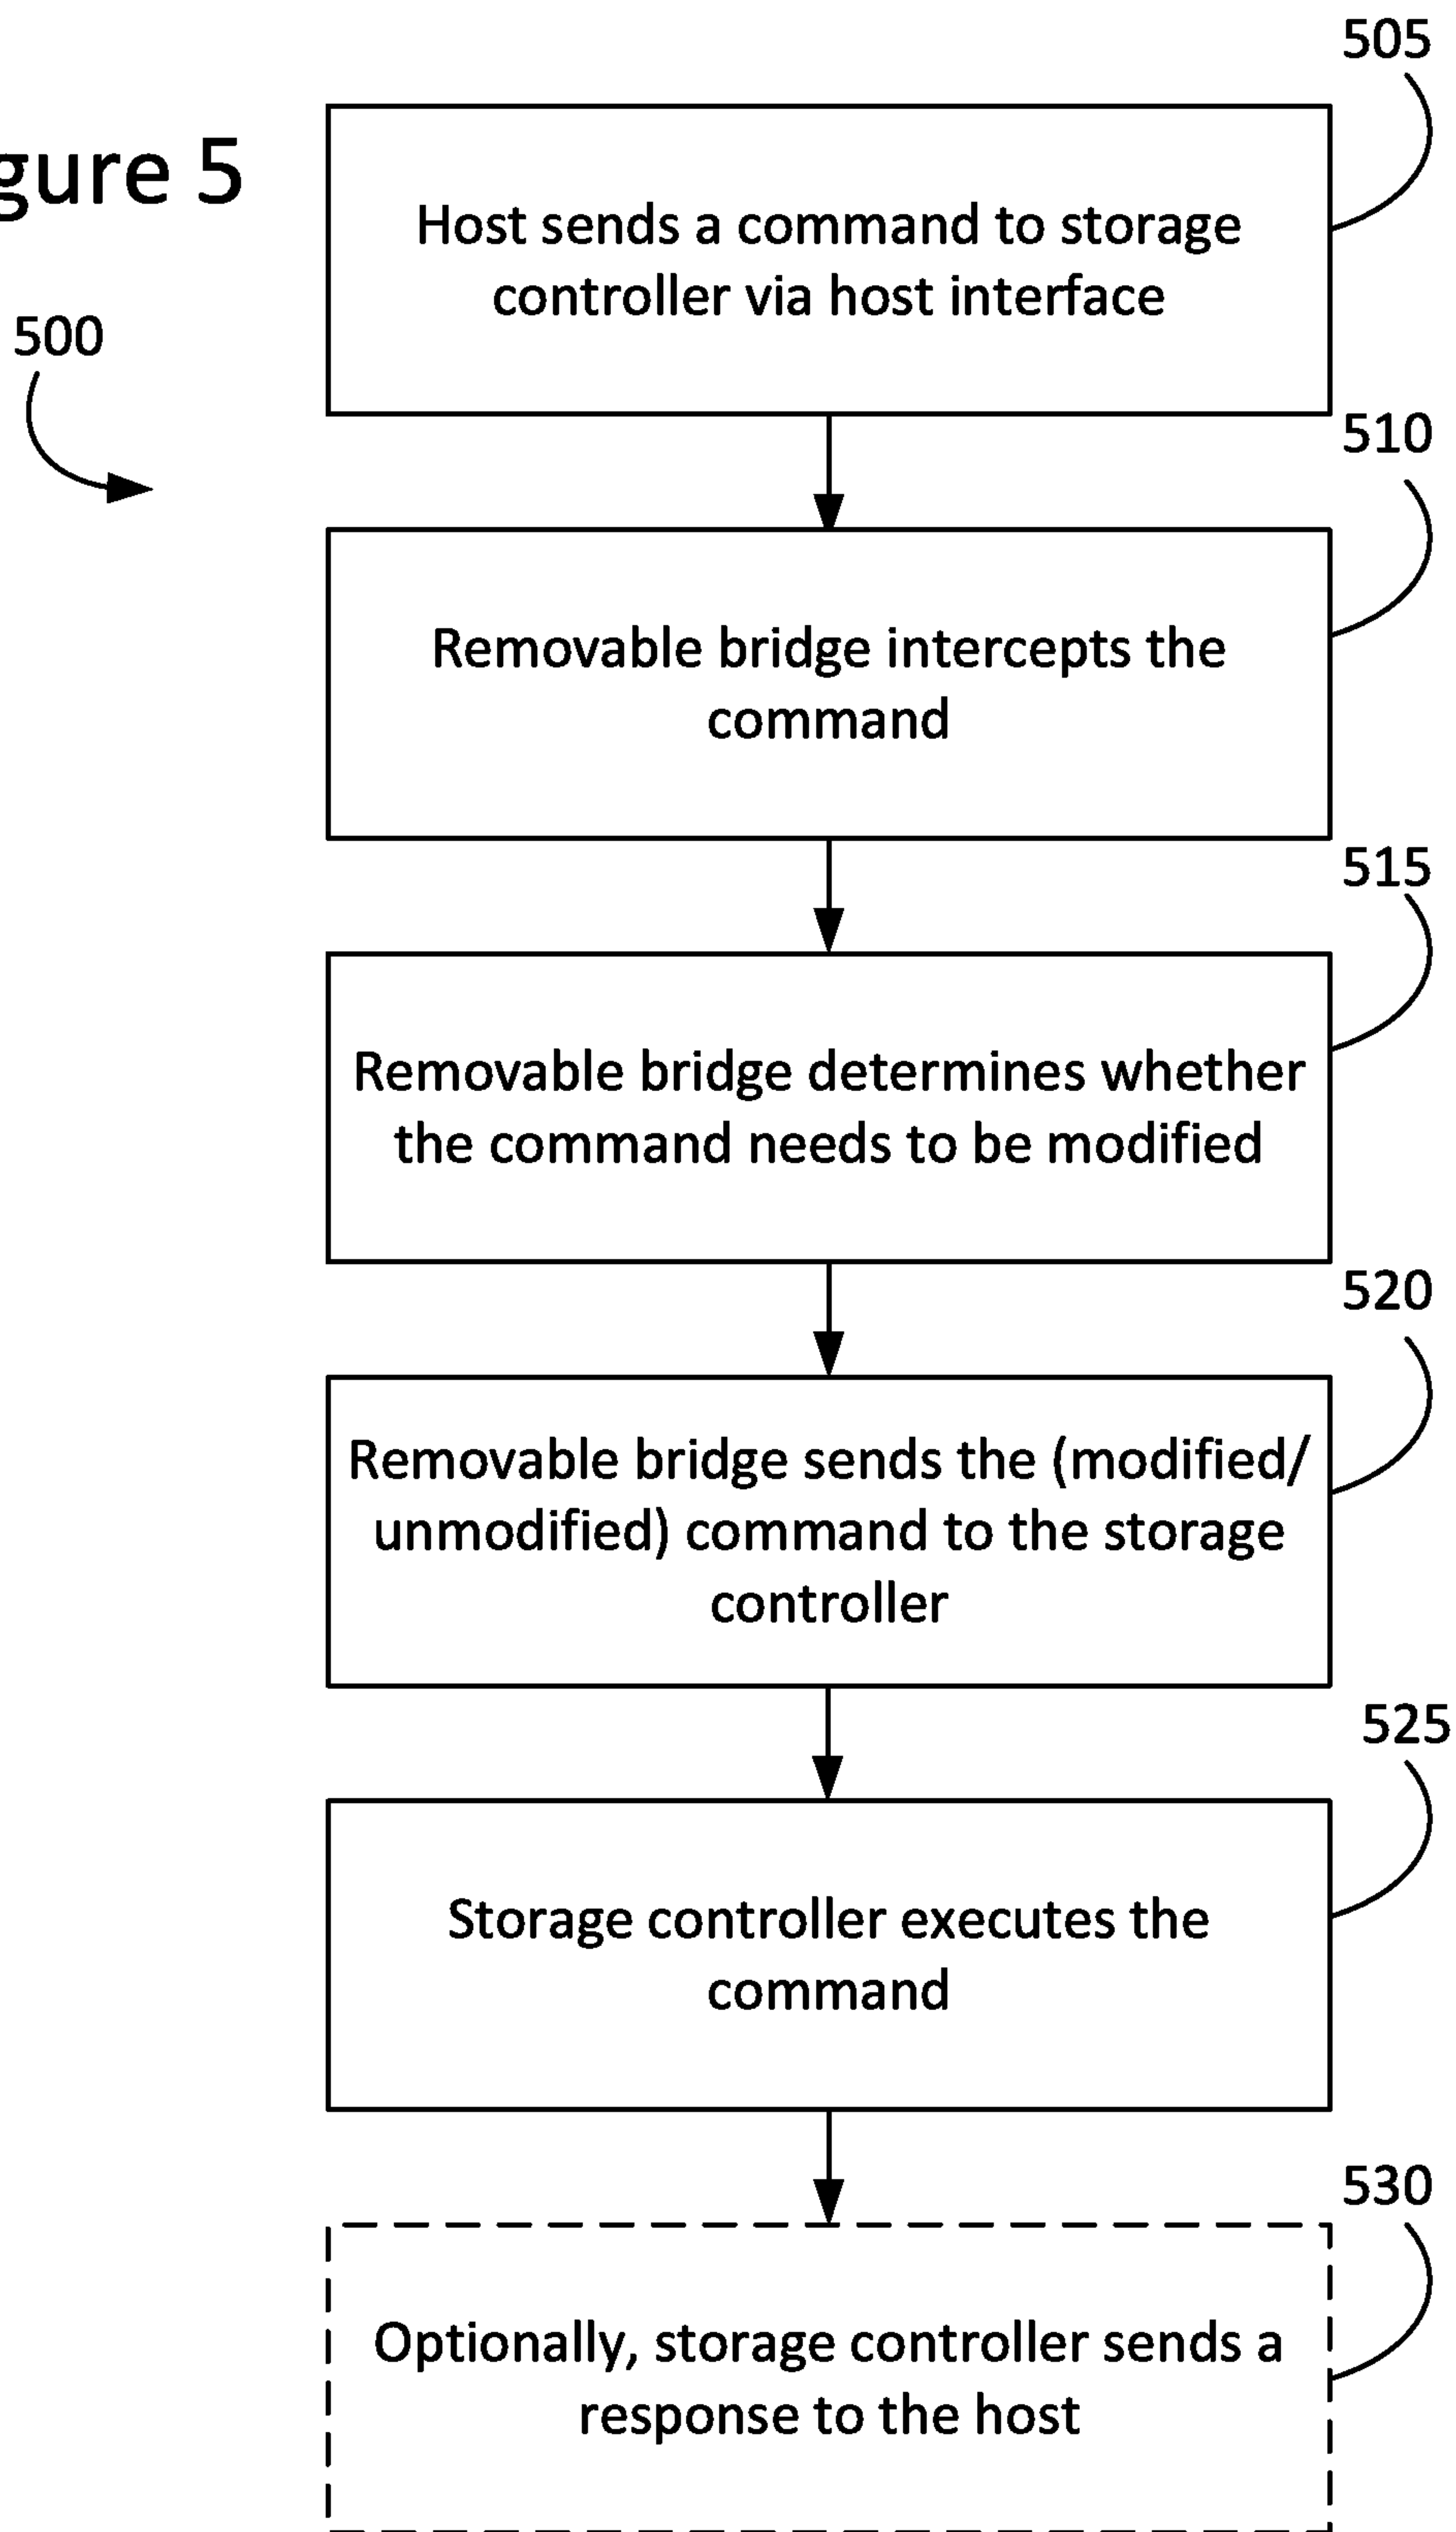 505
gure 5
Host sends a command to storage
controller via host interface
500
510
Removable bridge intercepts the
command
515
Removable bridge determines whether
the command needs to be modified
520
Removable bridge sends the (modified/
unmodified) command to the storage
controller
525
Storage controller executes the
command
530
Optionally, storage controller sends a
response to the host